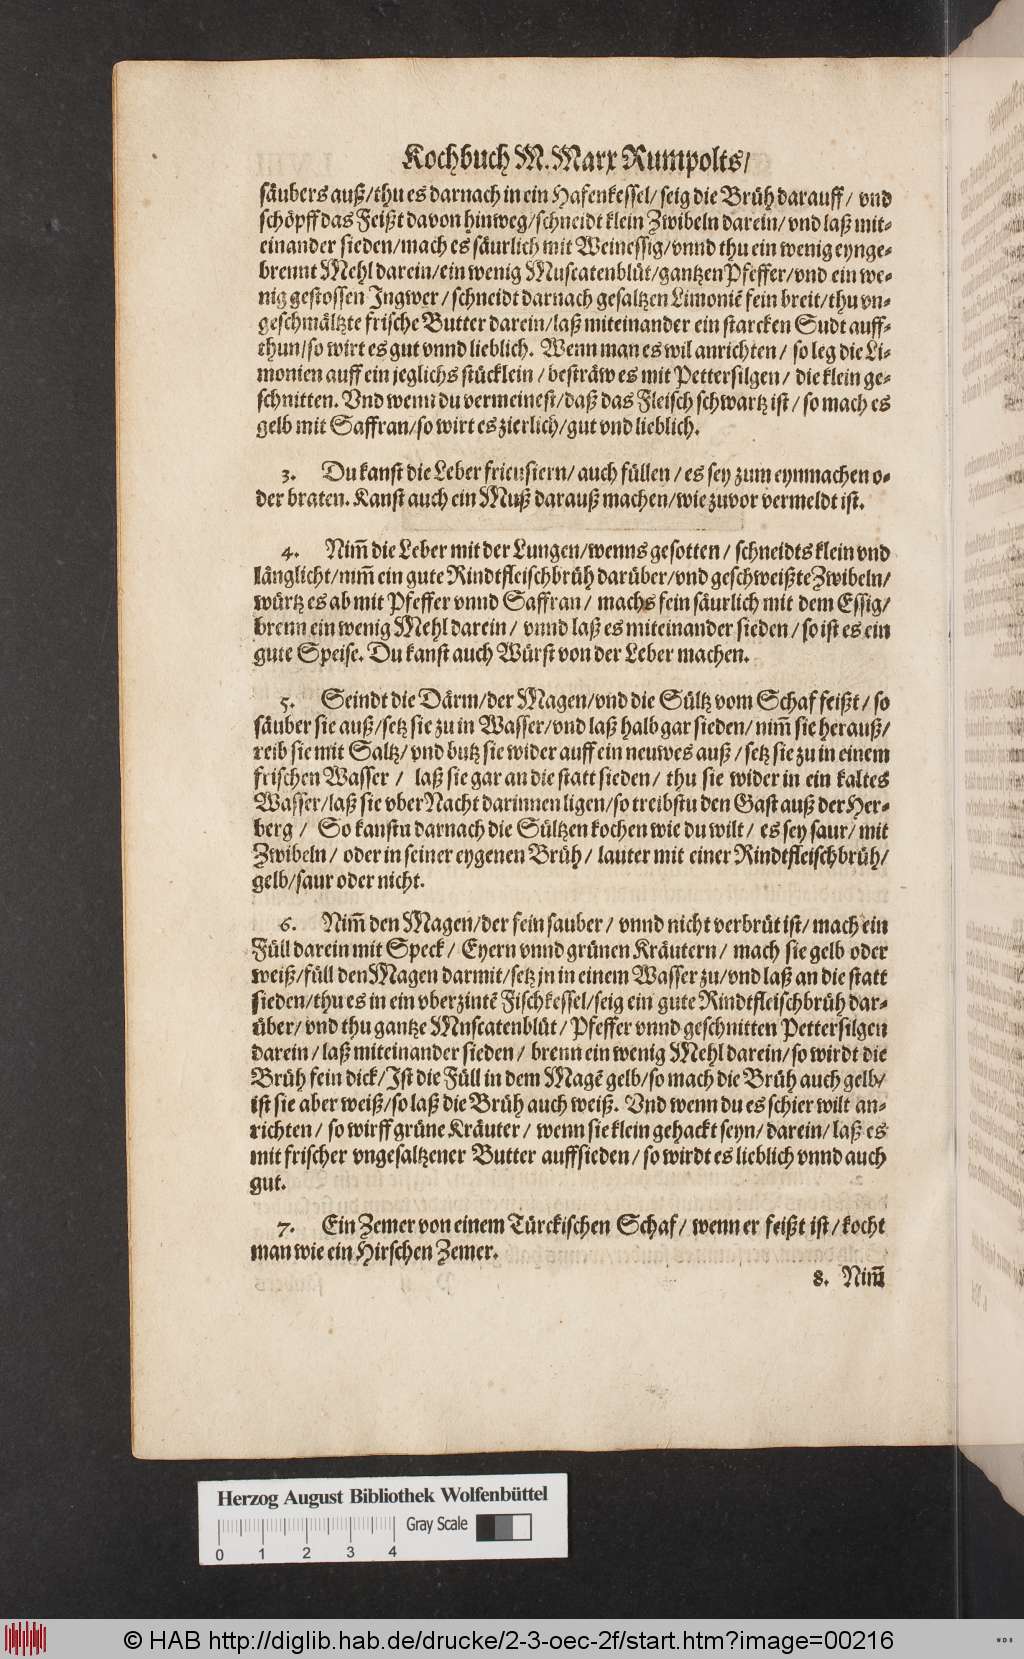 Kochbuch M. Marx Rumpolts/
säubers auß/thu es darnach in ein Hafenkessel/ seig die Brüh darauff/ vnd
schöpff das Feißt davon hinweg/schneidt klein Zwibeln darein/ vnd laß mit-
einander sieden/mach es säurlich mit Weinessig/vnnd thu ein wenig eynge-
brennt Mehl darein/ein wenig Muscatenblüt/gantzen Pfeffer/vnd ein we-
nig gestossen Ingwer/schneidt darnach gesaltzen Limoniẽ fein breit/thu vn-
geschmältzte frische Butter darein/laß miteinander ein starcken Sudt auff-
thun/so wirt es gut vnnd lieblich. Wenn man es wil anrichten/ so leg die Li-
monien auff ein jeglichs stücklein/ besträw es mit Pettersilgen/ die klein ge-
schnitten. Vnd wenn du vermeinest/daß das Fleisch schwartz ist/ so mach es
gelb mit Saffran/so wirt es zierlich/gut vnd lieblich.
3. Du kanst die Leber fricusiern/ auch füllen/ es sey zum eynmachen o-
der braten. Kanst auch ein Muß darauß machen/wie zuvor vermeldt ist.
4. Nim̃ die Leber mit der Lungen/wenns gesotten/ schneidts klein vnd
länglicht/nim̃ ein gute Rindtfleischbrüh darüber/vnd geschweißte Zwibeln/
würtz es ab mit Pfeffer vnnd Saffran/ machs fein säurlich mit dem Essig/
brenn ein wenig Mehl darein/ vnnd laß es miteinander sieden/ so ist es ein
gute Speise. Du kanst auch Würst von der Leber machen.
5. Seindt die Därm/der Magen/vnd die Sültz vom Schaf feißt/ so
säuber sie auß/setz sie zu in Wasser/vnd laß halb gar sieden/nim̃ sie herauß/
reib sie mit Saltz/ vnd butz sie wider auff ein neuwes auß/ setz sie zu in einem
frischen Wasser/ laß sie gar an die statt sieden/ thu sie wider in ein kaltes
Wasser/laß sie vber Nacht darinnen ligen/so treibstu den Gast auß der Her-
berg/ So kanstu darnach die Sültzen kochen wie du wilt/ es sey saur/ mit
Zwibeln/ oder in seiner eygenen Brüh/ lauter mit einer Rindtfleischbrüh/
gelb/saur oder nicht.
6. Nim̃ den Magen/der fein sauber/ vnnd nicht verbrüt ist/ mach ein
Füll darein mit Speck/ Eyern vnnd grünen Kräutern/ mach sie gelb oder
weiß/füll den Magen darmit/setz jn in einem Wasser zu/vnd laß an die statt
sieden/thu es in ein vberzintẽ Fischkessel/seig ein gute Rindtfleischbrüh dar-
über/ vnd thu gantze Mnscatenblüt/ Pfeffer vnnd geschnitten Pettersilgen
darein/ laß miteinander sieden/ brenn ein wenig Mehl darein/so wirdt die
Brüh fein dick/Ist die Füll in dem Magẽ gelb/so mach die Brüh auch gelb/
ist sie aber weiß/so laß die Brüh auch weiß. Vnd wenn du es schier wilt an-
richten/ so wirff grüne Kräuter/ wenn sie klein gehackt seyn/ darein/ laß es
mit frischer vngesaltzener Butter auffsieden/ so wirdt es lieblich vnnd auch
gut.
7. Ein Zemer von einem Türckischen Schaf/ wenn er feißt ist/ kocht
man wie ein Hirschen Zemer.
8. Nim̃
Herzog August Bibliothek Wolfenbüttel
Gray Scale
0 1 2 3 4
© HAB http://diglib.hab.de/drucke/2-3-oec-2f/start.htm?image=00216